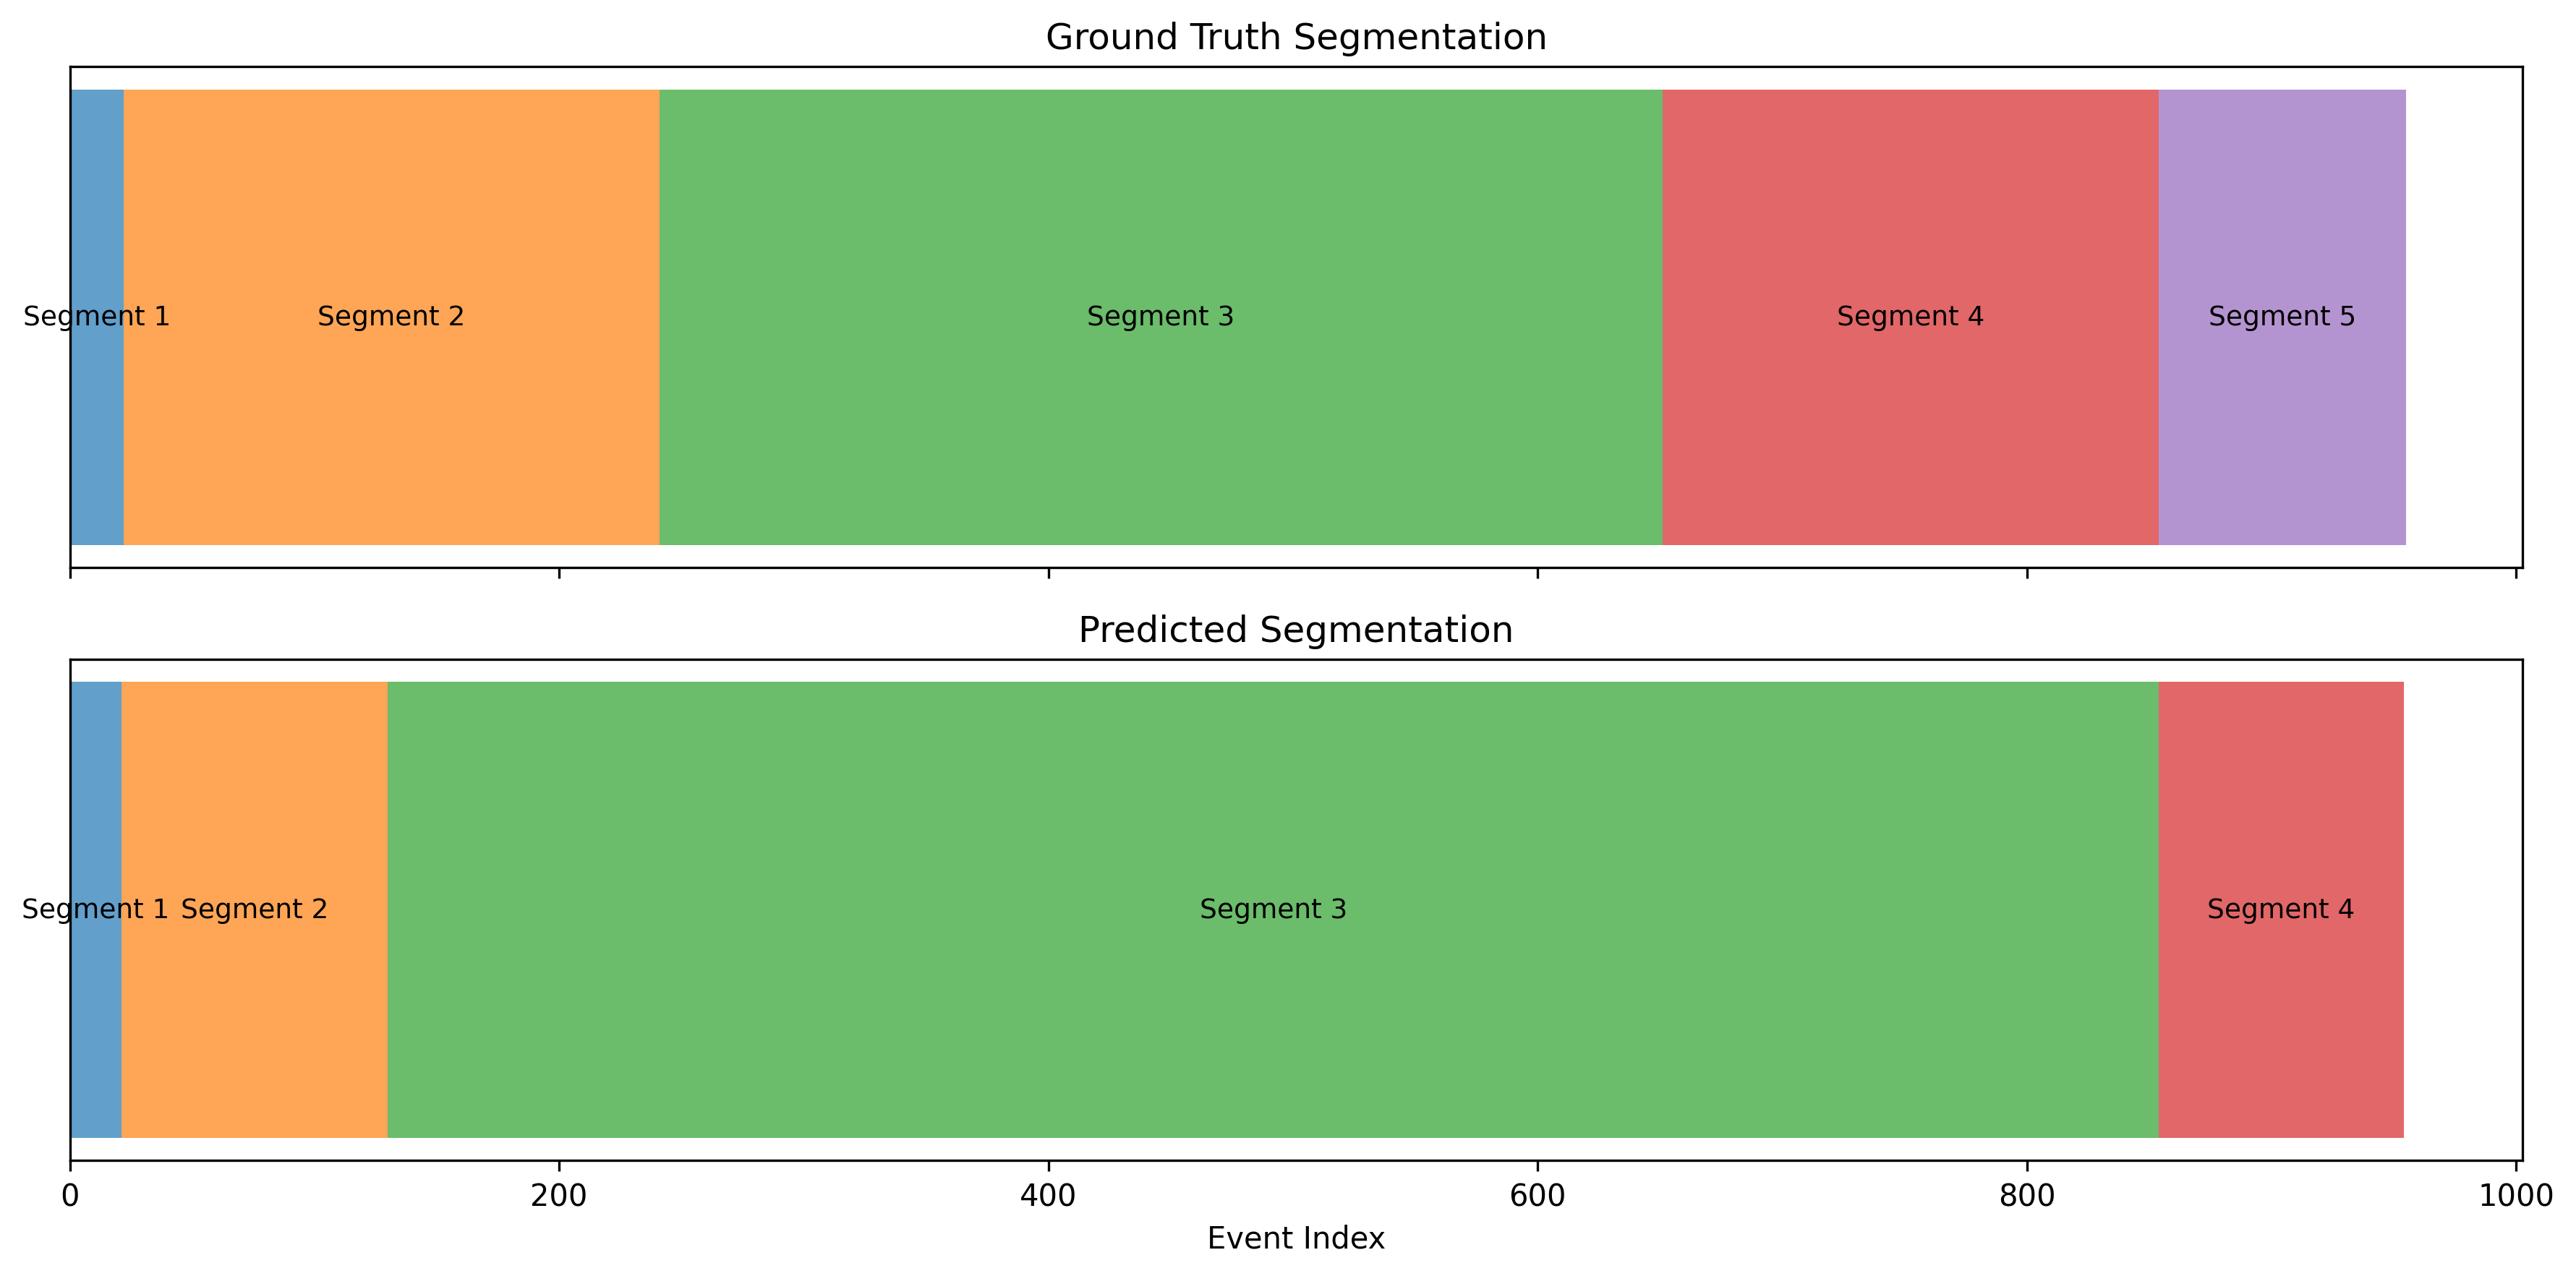 Ground Truth Segmentation
Segment 1 Segment 2 Segment 3 Segment 4 Segment 5
Predicted Segmentation
Segment 1 Segment 2 Segment 3 Segment 4
0 200 400 600 800 1000
Event Index